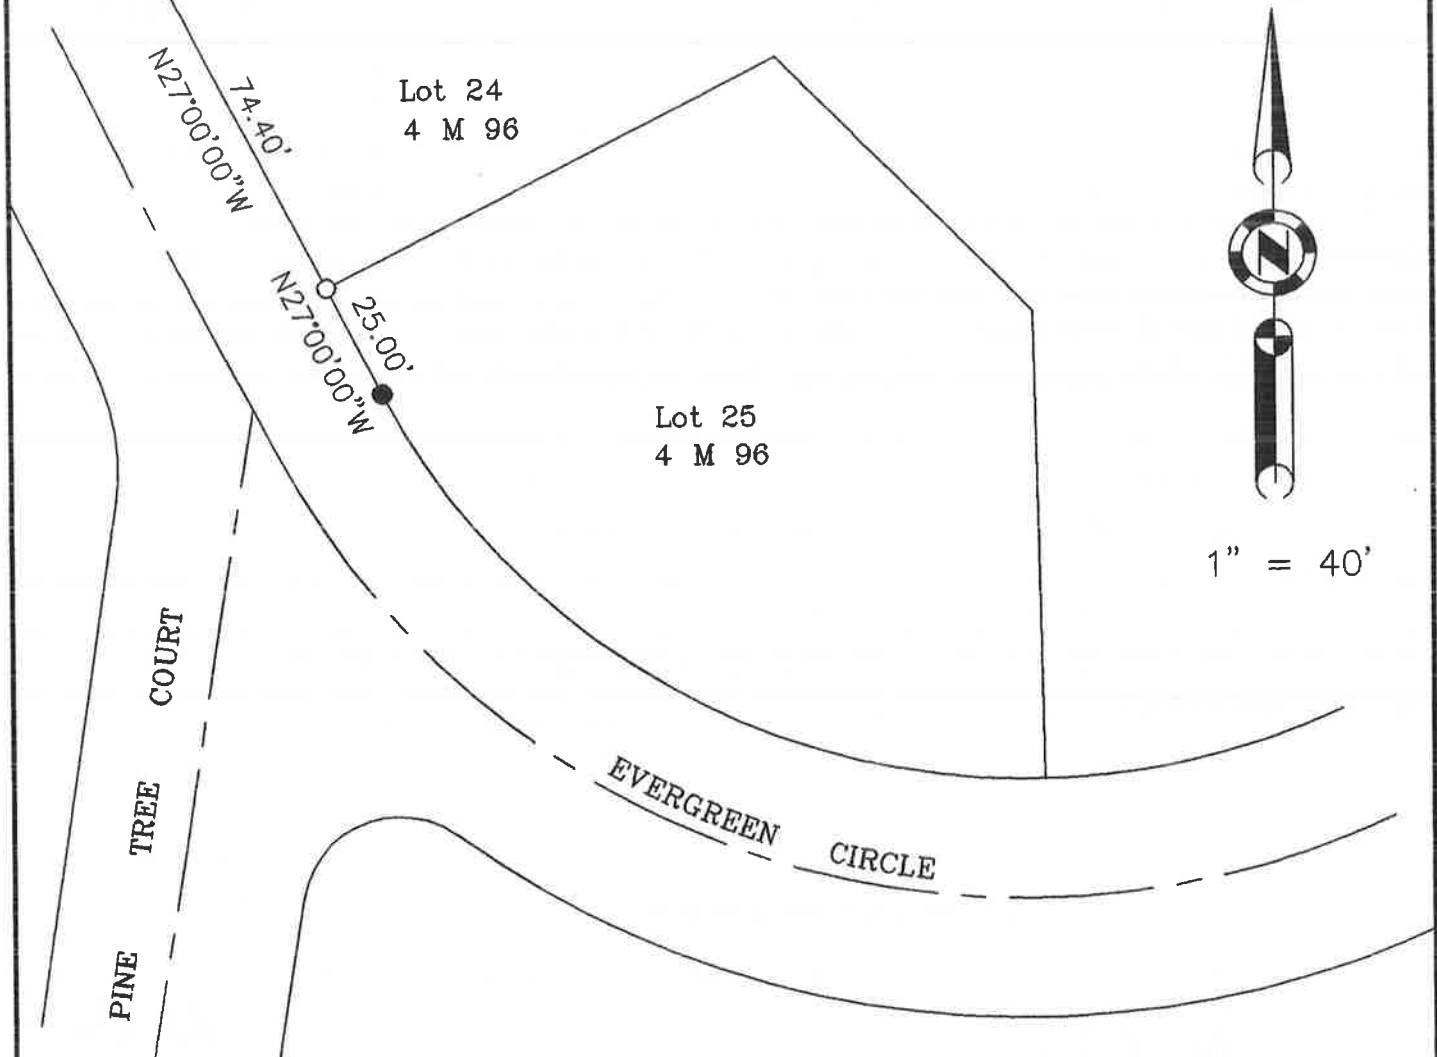 N27°00'00"W
74.40'
Lot 24
4 M 96
N27°00'00"W
25.00'
Lot 25
4 M 96
N
1" = 40'
PINE TREE COURT
EVERGREEN CIRCLE